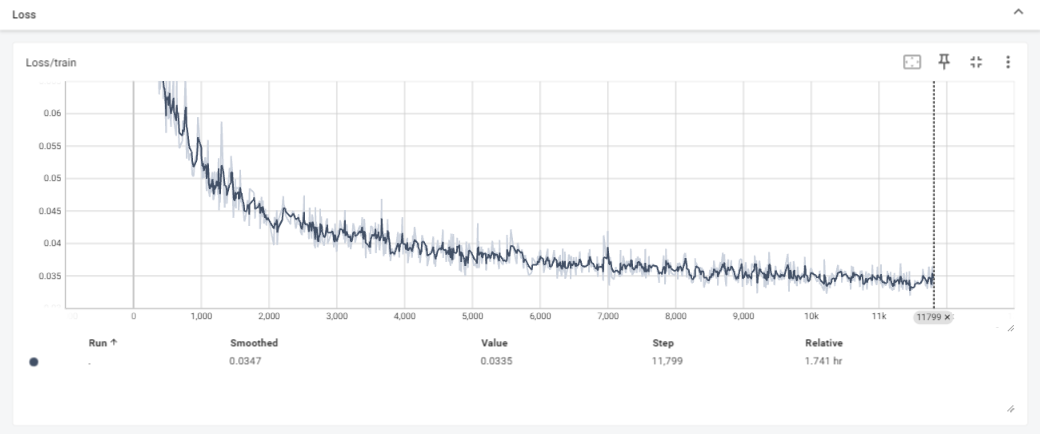 Loss
Loss/train
0.06
0.055
0.05
0.045
0.04
0.035
0 1,000 2,000 3,000 4,000 5,000 6,000 7,000 8,000 9,000 10k 11k 11799 ×
Run ↑ Smoothed Value Step Relative
. 0.0347 0.0335 11,799 1.741 hr